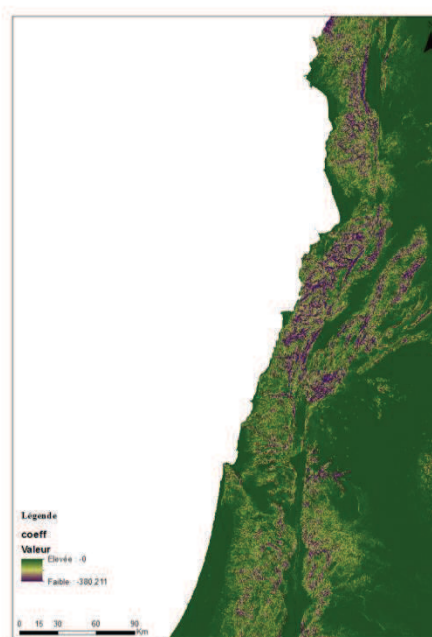 Légende
coeff
Valeur
Elevée : -0
Faible : -380,211
0 15 30 60 90
Km